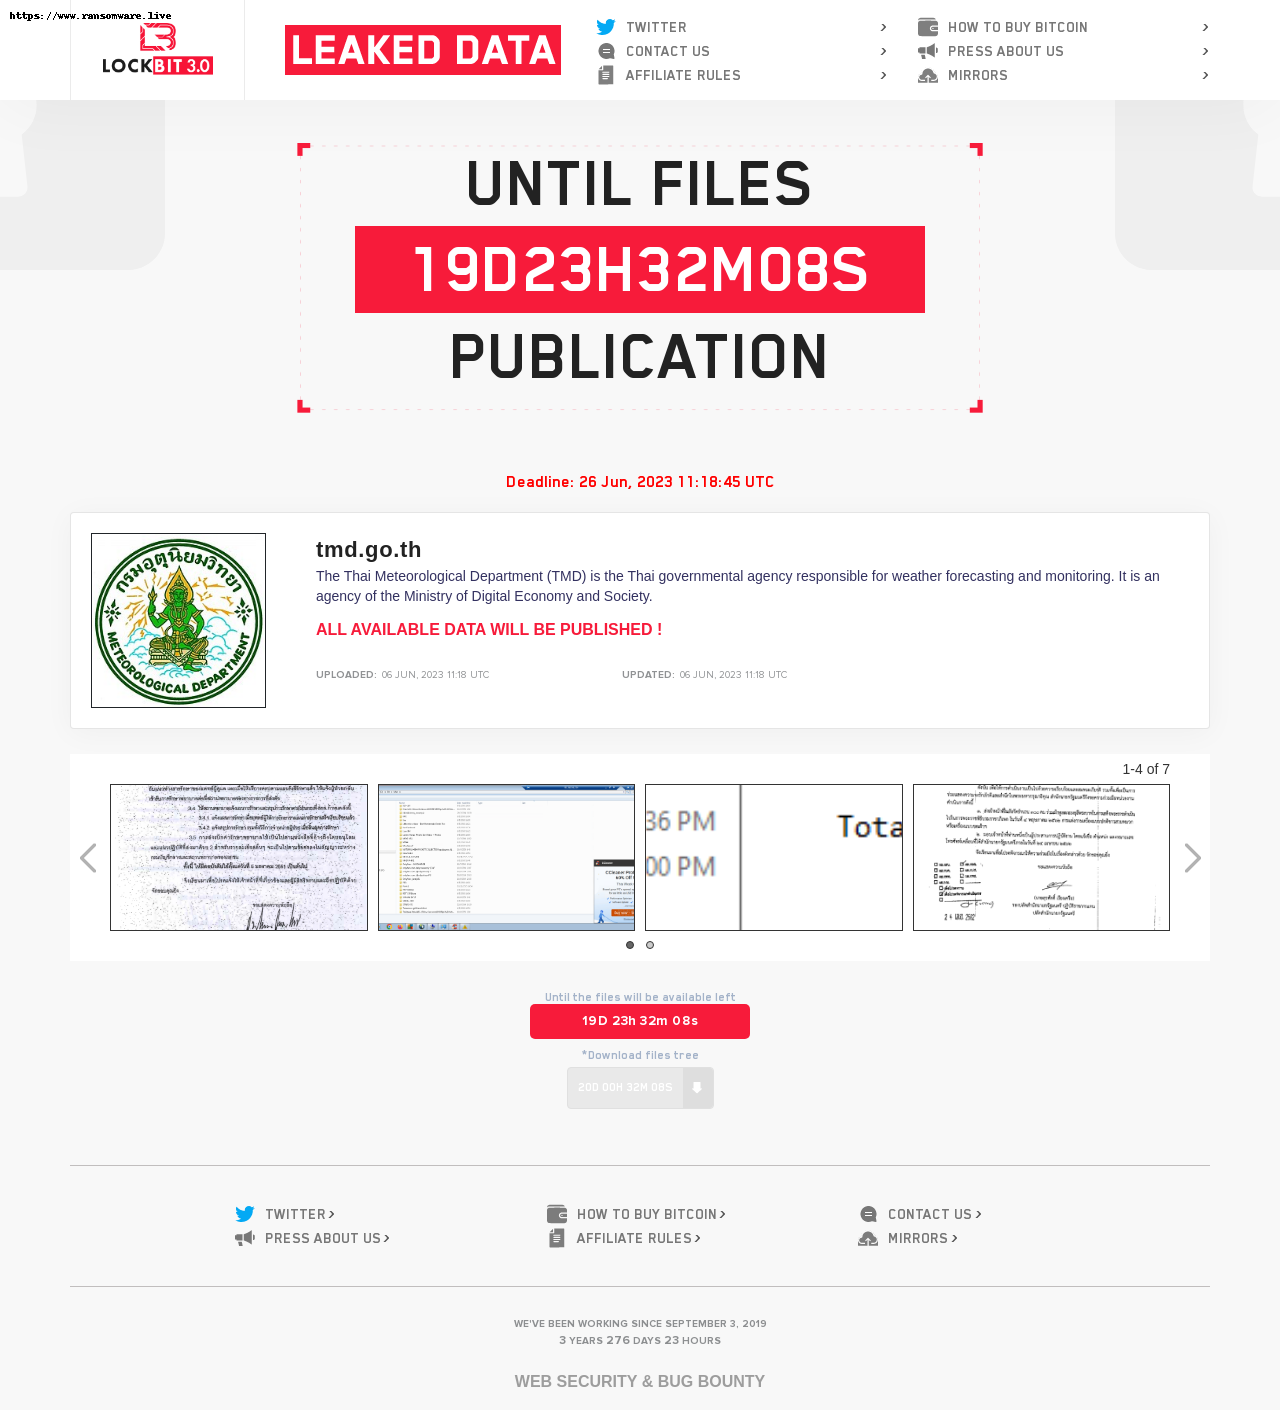 https://www.ransomware.live
LOCKBIT 3.0
LEAKED DATA
TWITTER
CONTACT US
AFFILIATE RULES
HOW TO BUY BITCOIN
PRESS ABOUT US
MIRRORS
UNTIL FILES
19D23H32M08S
PUBLICATION
Deadline: 26 Jun, 2023 11:18:45 UTC
กรมอุตุนิยมวิทยา
METEOROLOGICAL DEPARTMENT
tmd.go.th
The Thai Meteorological Department (TMD) is the Thai governmental agency responsible for weather forecasting and monitoring. It is an
agency of the Ministry of Digital Economy and Society.
ALL AVAILABLE DATA WILL BE PUBLISHED !
UPLOADED: 06 JUN, 2023 11:18 UTC
UPDATED: 06 JUN, 2023 11:18 UTC
1-4 of 7
36 PM
00 PM
Tota
Until the files will be available left
19D 23h 32m 08s
*Download files tree
20D 00H 32M 08S
TWITTER
HOW TO BUY BITCOIN
CONTACT US
PRESS ABOUT US
AFFILIATE RULES
MIRRORS
WE'VE BEEN WORKING SINCE SEPTEMBER 3, 2019
3 YEARS 276 DAYS 23 HOURS
WEB SECURITY & BUG BOUNTY